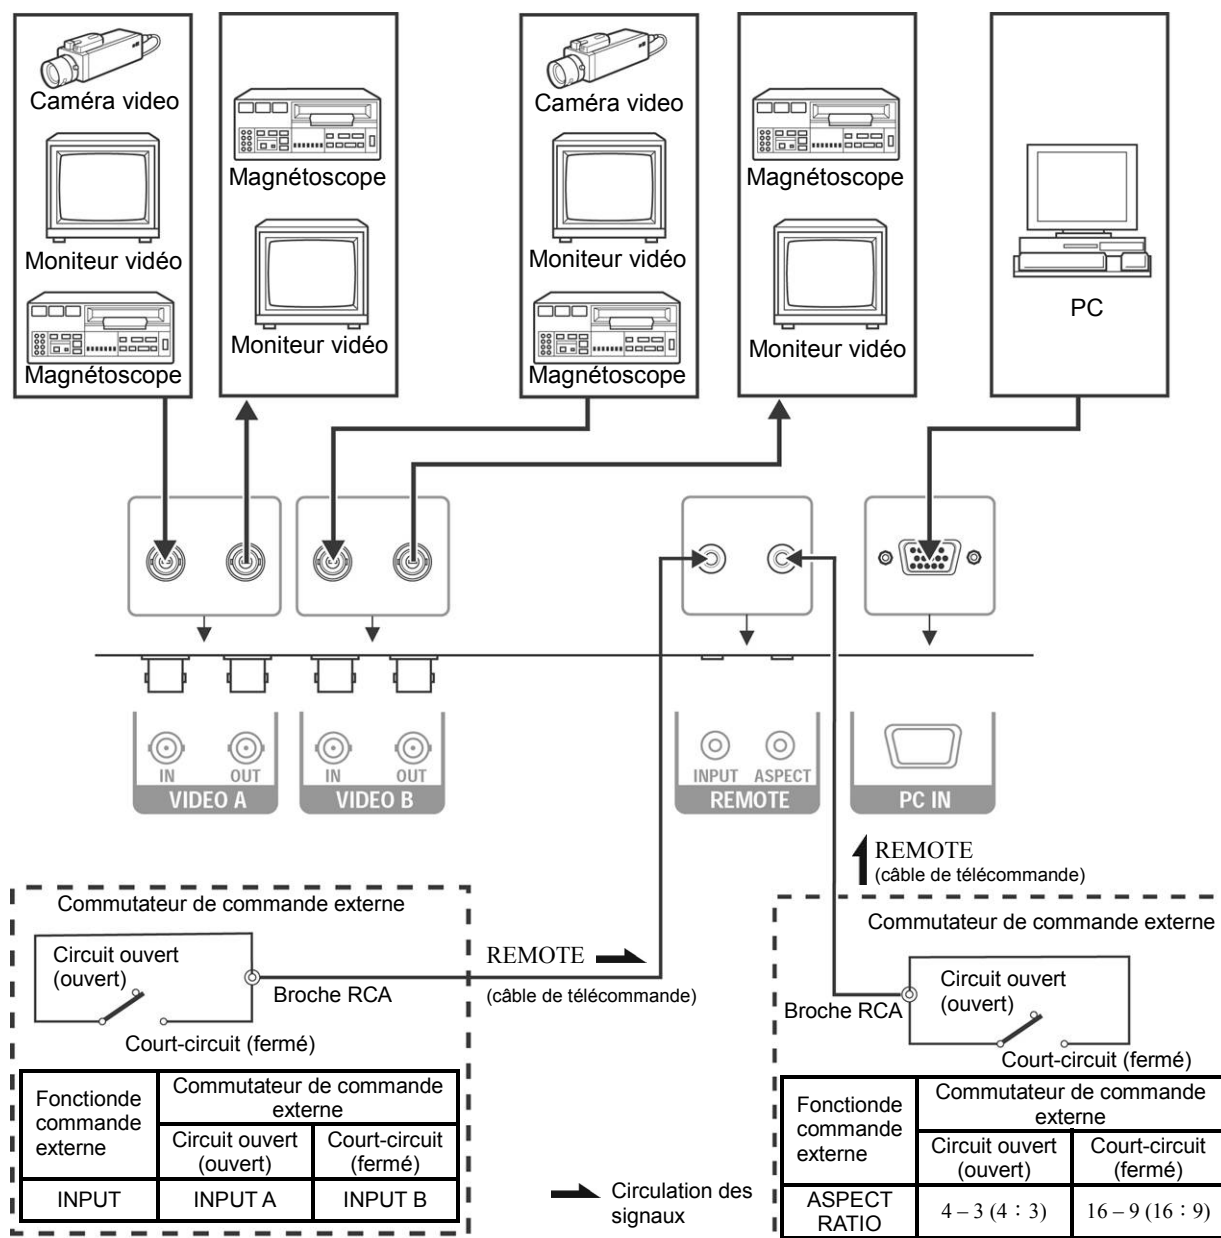 Caméra video
Moniteur vidéo
Magnétoscope
Magnétoscope
Moniteur vidéo
Caméra video
Moniteur vidéo
Magnétoscope
Magnétoscope
Moniteur vidéo
PC
IN OUT
VIDEO A
IN OUT
VIDEO B
INPUT ASPECT
REMOTE
PC IN
REMOTE
(câble de télécommande)
Commutateur de commande externe
Circuit ouvert
(ouvert)
Broche RCA
Court-circuit (fermé)
REMOTE
(câble de télécommande)
Fonctionde
commande
externe
Commutateur de commande
externe
Circuit ouvert
(ouvert)
Court-circuit
(fermé)
INPUT
INPUT A
INPUT B
Circulation des
signaux
Commutateur de commande externe
Circuit ouvert
(ouvert)
Broche RCA
Court-circuit (fermé)
Fonctionde
commande
externe
Commutateur de commande
externe
Circuit ouvert
(ouvert)
Court-circuit
(fermé)
ASPECT
RATIO
4 – 3 (4：3)
16 – 9 (16：9)